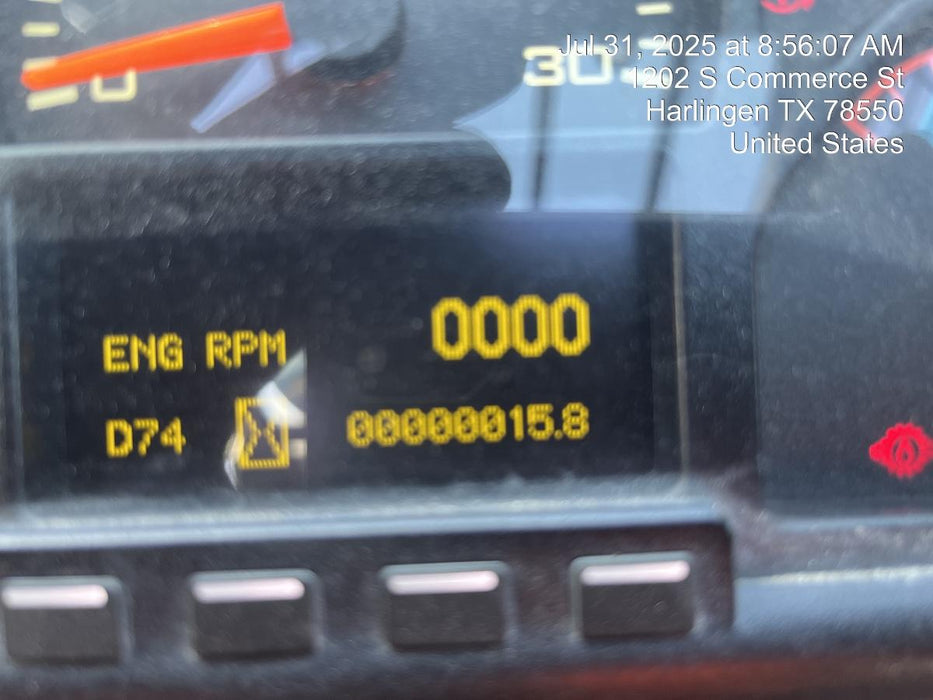 0
30
Jul 31, 2025 at 8:56:07 AM
1202 S Commerce St
Harlingen TX 78550
United States
ENG RPM 0000
D74 00000015.8